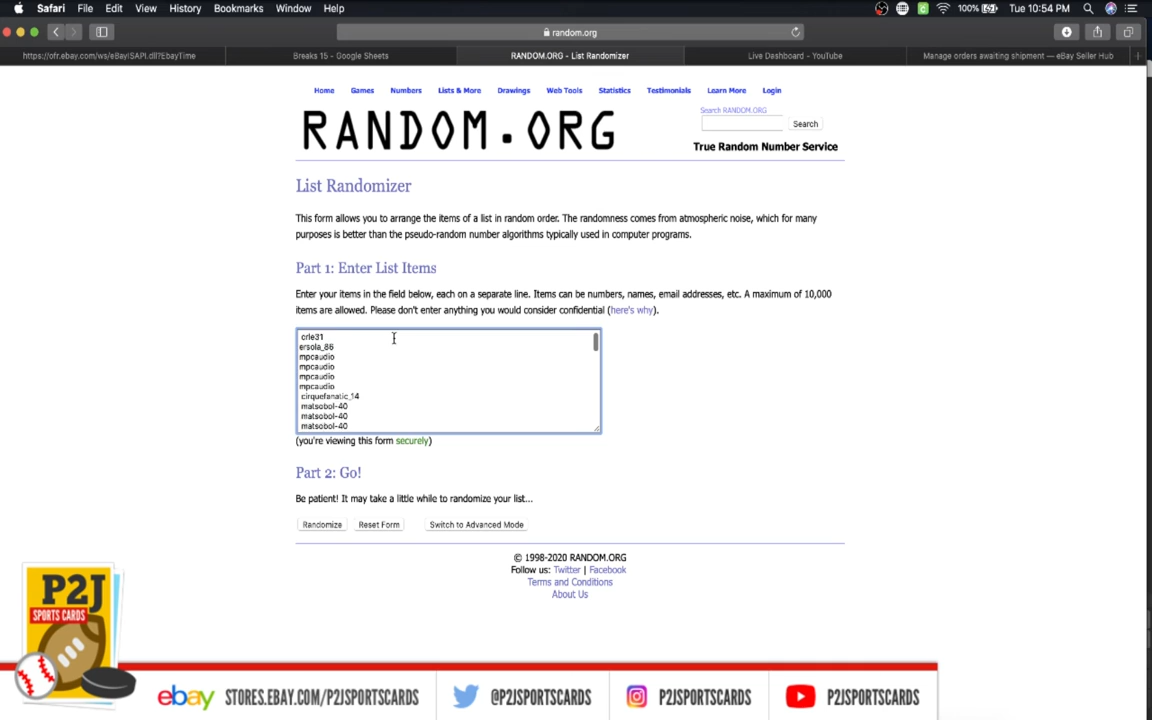 Safari File Edit View History Bookmarks Window Help 100% Tue 10:54 PM
random.org
https://ofr.ebay.com/ws/eBayISAPI.dll?EbayTime Breaks 15 - Google Sheets RANDOM.ORG - List Randomizer Live Dashboard - YouTube Manage orders awaiting shipment — eBay Seller Hub
Home Games Numbers Lists & More Drawings Web Tools Statistics Testimonials Learn More Login
Search RANDOM.ORG
RANDOM.ORG
Search
True Random Number Service
List Randomizer
This form allows you to arrange the items of a list in random order. The randomness comes from atmospheric noise, which for many
purposes is better than the pseudo-random number algorithms typically used in computer programs.
Part 1: Enter List Items
Enter your items in the field below, each on a separate line. Items can be numbers, names, email addresses, etc. A maximum of 10,000
items are allowed. Please don't enter anything you would consider confidential (here's why).
crle31
ersola_86
mpcaudio
mpcaudio
mpcaudio
mpcaudio
cirquefanatic_14
matsobol-40
matsobol-40
matsobol-40
(you're viewing this form securely)
Part 2: Go!
Be patient! It may take a little while to randomize your list...
Randomize Reset Form Switch to Advanced Mode
© 1998-2020 RANDOM.ORG
Follow us: Twitter | Facebook
Terms and Conditions
About Us
P2J
SPORTS CARDS
ebay STORES.EBAY.COM/P2JSPORTSCARDS @P2JSPORTSCARDS P2JSPORTSCARDS P2JSPORTSCARDS